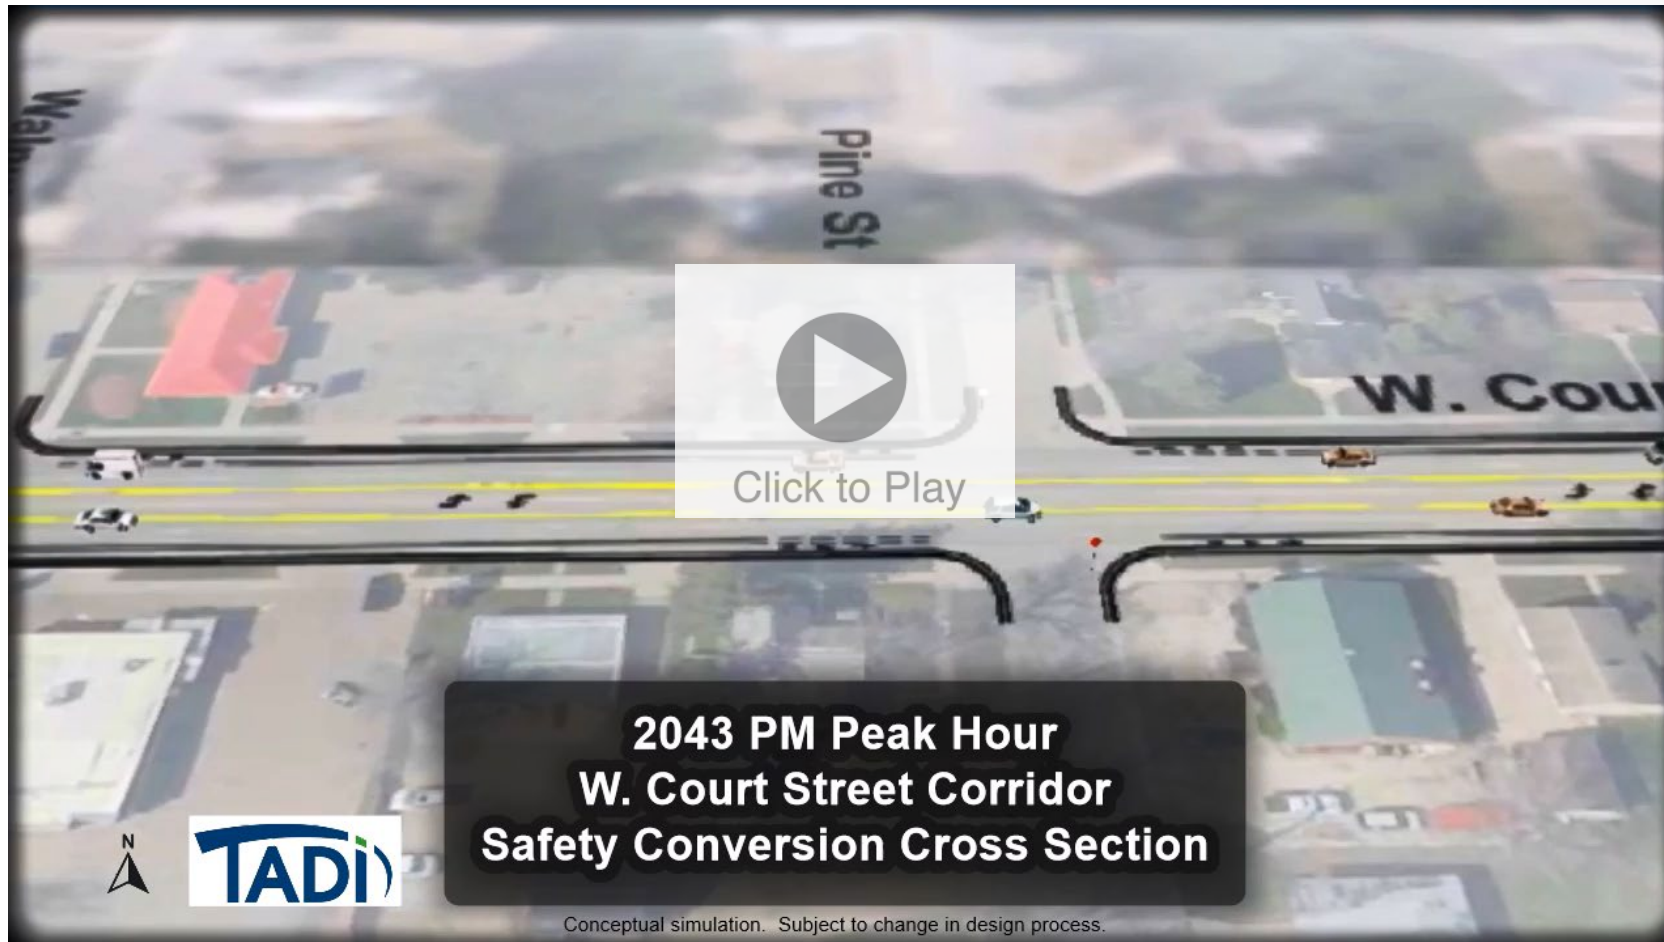 Pine St
W. Cour
Click to Play
2043 PM Peak Hour
W. Court Street Corridor
Safety Conversion Cross Section
N
TADI
Conceptual simulation. Subject to change in design process.